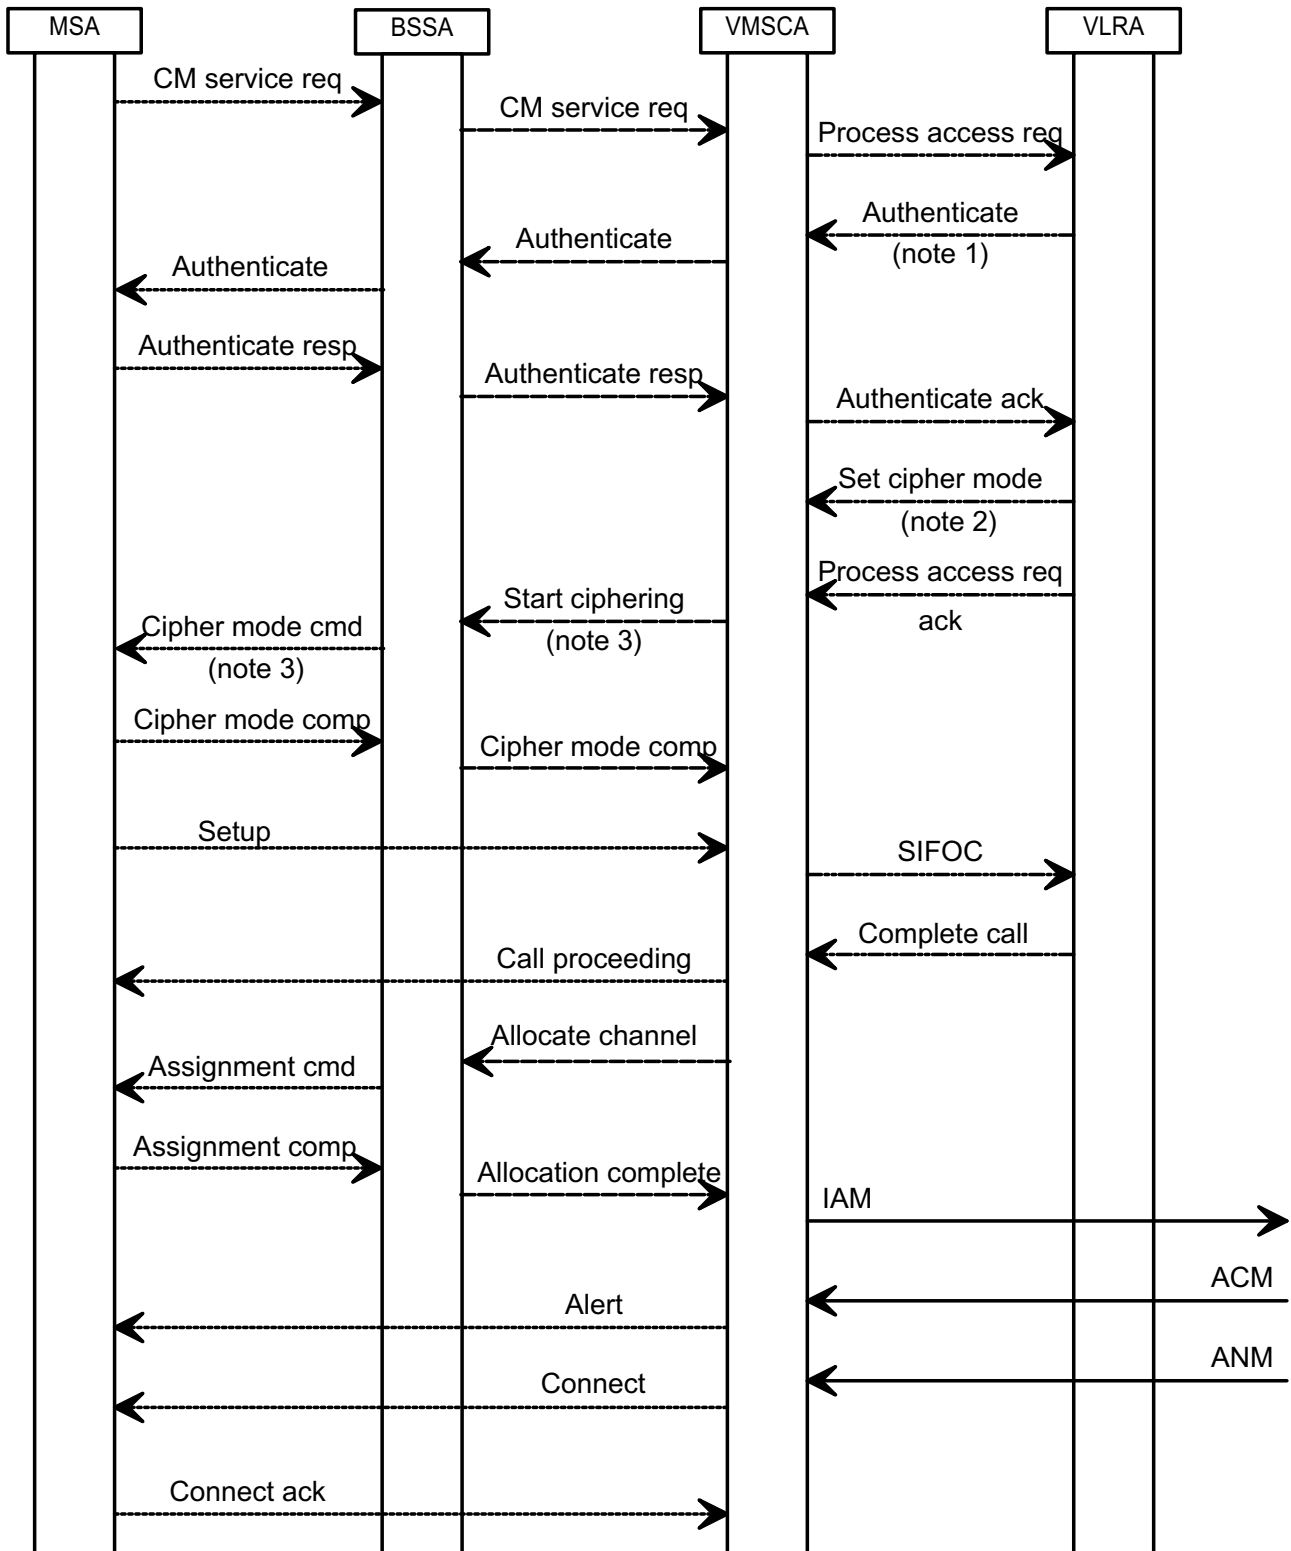 MSA
BSSA
VMSCA
VLRA
CM service req
CM service req
Process access req
Authenticate
(note 1)
Authenticate
Authenticate
Authenticate resp
Authenticate resp
Authenticate ack
Set cipher mode
(note 2)
Process access req
ack
Start ciphering
(note 3)
Cipher mode cmd
(note 3)
Cipher mode comp
Cipher mode comp
Setup
SIFOC
Complete call
Call proceeding
Allocate channel
Assignment cmd
Assignment comp
Allocation complete
IAM
ACM
Alert
ANM
Connect
Connect ack